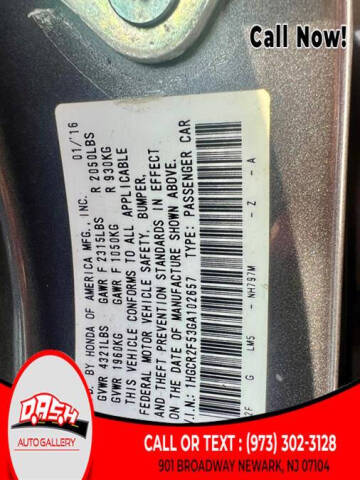 Call Now!
D. BY HONDA OF AMERICA MFG., INC. 01/'16
GVWR 4321LBS GAWR F 2315LBS R 2050LBS
GVWR 1960KG GAWR F 1050KG R 930KG
THIS VEHICLE CONFORMS TO ALL APPLICABLE
FEDERAL MOTOR VEHICLE SAFETY, BUMPER,
AND THEFT PREVENTION STANDARDS IN EFFECT
ON THE DATE OF MANUFACTURE SHOWN ABOVE.
V.I.N.: 1HGCR2F53GA102657 TYPE: PASSENGER CAR
2F G LM5 - NH797M - Z - A
DASH
AUTO GALLERY
CALL OR TEXT : (973) 302-3128
901 BROADWAY NEWARK, NJ 07104